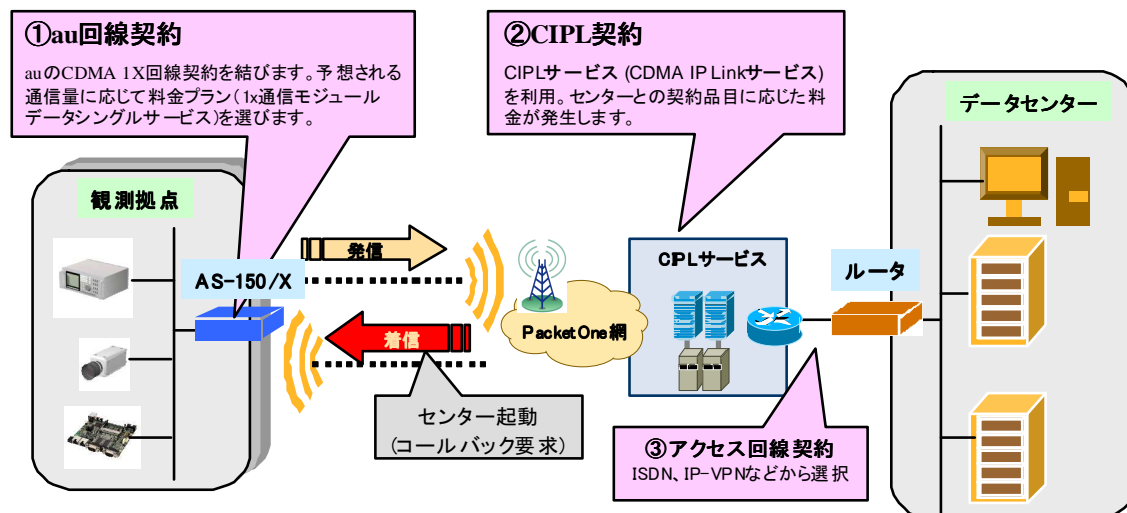 ①au回線契約
auのCDMA 1X回線契約を結びます。予想される
通信量に応じて料金プラン(1x通信モジュール
データシングルサービス)を選びます。
②CIPL契約
CIPLサービス (CDMA IP Linkサービス)
を利用。センターとの契約品目に応じた料
金が発生します。
データセンター
観測拠点
発信
AS-150/X
CIPLサービス
ルータ
PacketOne網
着信
センター起動
(コールバック要求)
③アクセス回線契約
ISDN、IP-VPNなどから選択